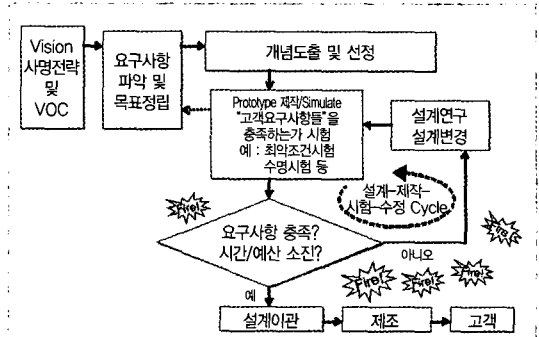 Vision
사명전략
및
VOC
요구사항
파악 및
목표정립
개념도출 및 선정
Prototype 제작/Simulate
"고객요구사항들"을
충족하는가 시험
예 : 최악조건시험
수명시험 등
설계연구
설계변경
설계-제작-
시험-수정 Cycle
Fire!
요구사항 충족?
시간/예산 소진?
아니오
Fire!
Fire!
Fire!
Fire!
예
설계이관
제조
고객